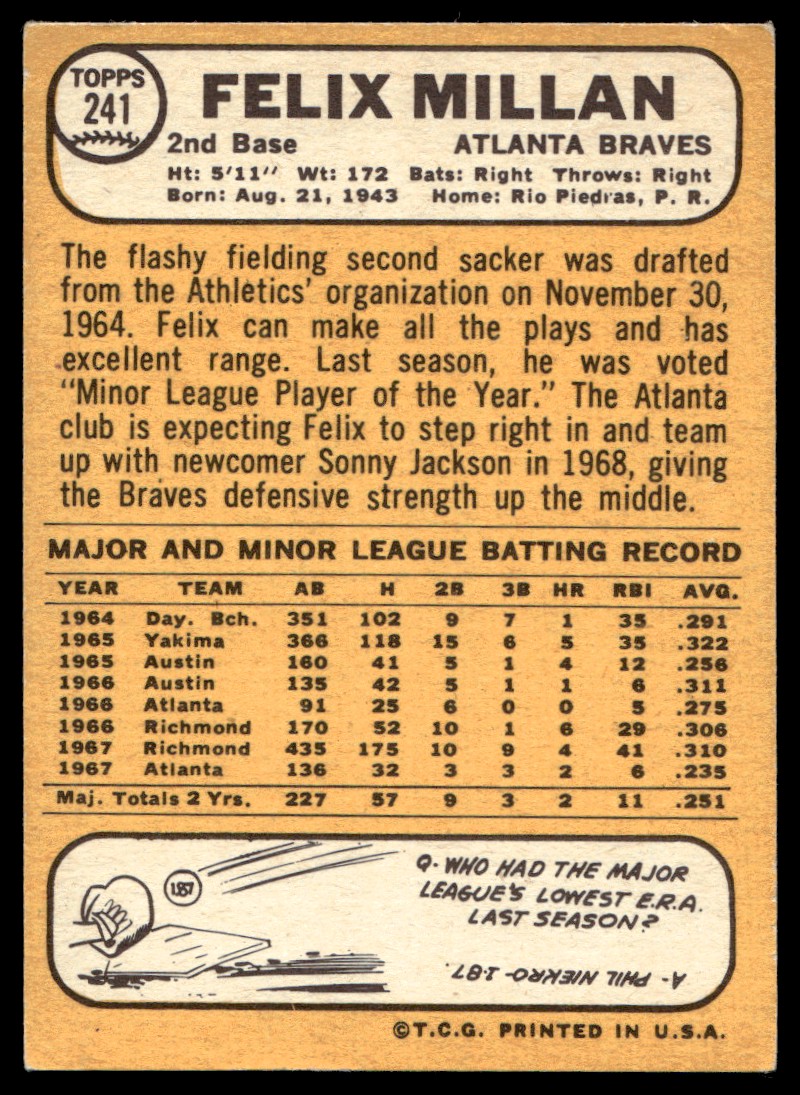 TOPPS
241
FELIX MILLAN
2nd Base ATLANTA BRAVES
Ht: 5'11" Wt: 172 Bats: Right Throws: Right
Born: Aug. 21, 1943 Home: Rio Piedras, P. R.
The flashy fielding second sacker was drafted
from the Athletics' organization on November 30,
1964. Felix can make all the plays and has
excellent range. Last season, he was voted
"Minor League Player of the Year." The Atlanta
club is expecting Felix to step right in and team
up with newcomer Sonny Jackson in 1968, giving
the Braves defensive strength up the middle.
MAJOR AND MINOR LEAGUE BATTING RECORD
YEAR TEAM AB H 2B 3B HR RBI AVG.
1964 Day. Bch. 351 102 9 7 1 35 .291
1965 Yakima 366 118 15 6 5 35 .322
1965 Austin 160 41 5 1 4 12 .256
1966 Austin 135 42 5 1 1 6 .311
1966 Atlanta 91 25 6 0 0 5 .275
1966 Richmond 170 52 10 1 6 29 .306
1967 Richmond 435 175 10 9 4 41 .310
1967 Atlanta 136 32 3 3 2 6 .235
Maj. Totals 2 Yrs. 227 57 9 3 2 11 .251
1.87
Q- WHO HAD THE MAJOR
LEAGUE'S LOWEST E.R.A.
LAST SEASON?
A- PHIL NIEKRO-1.87.
©T.C.G. PRINTED IN U.S.A.